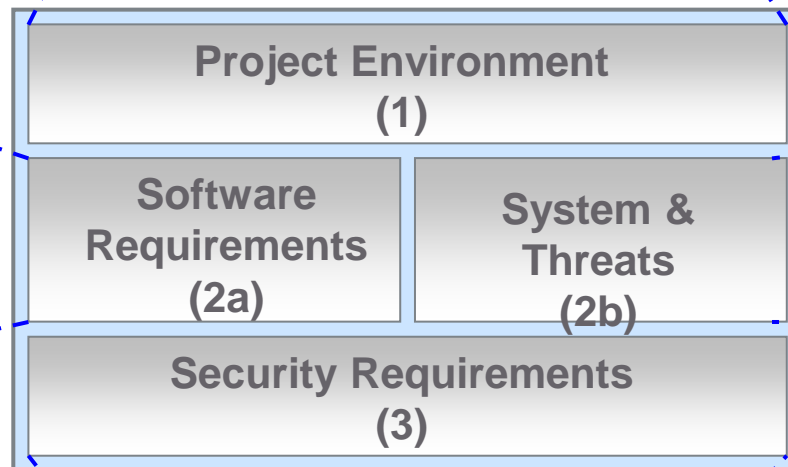 Project Environment
(1)
Software
Requirements
(2a)
System &
Threats
(2b)
Security Requirements
(3)